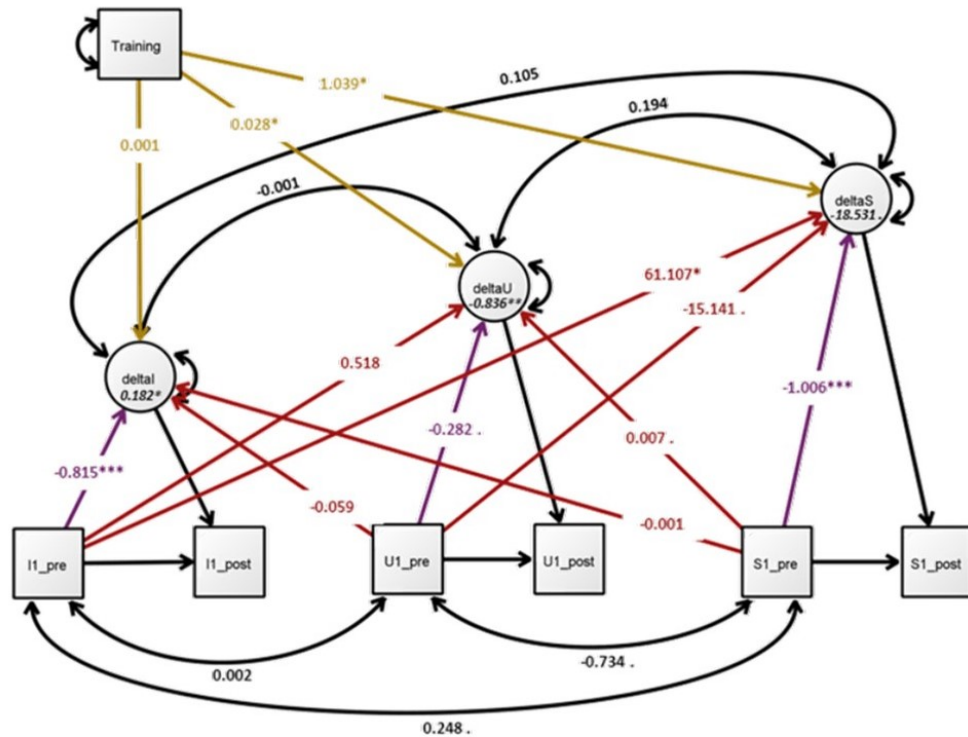 Training
0.105
1.039*
0.194
0.028*
0.001
-0.001
deltaS
-18.531 .
61.107*
deltaU
-0.836**
-15.141 .
0.518
deltaI
0.182*
-1.006***
-0.282 .
0.007 .
-0.815***
-0.059
-0.001
I1_pre
I1_post
U1_pre
U1_post
S1_pre
S1_post
0.002
-0.734 .
0.248 .